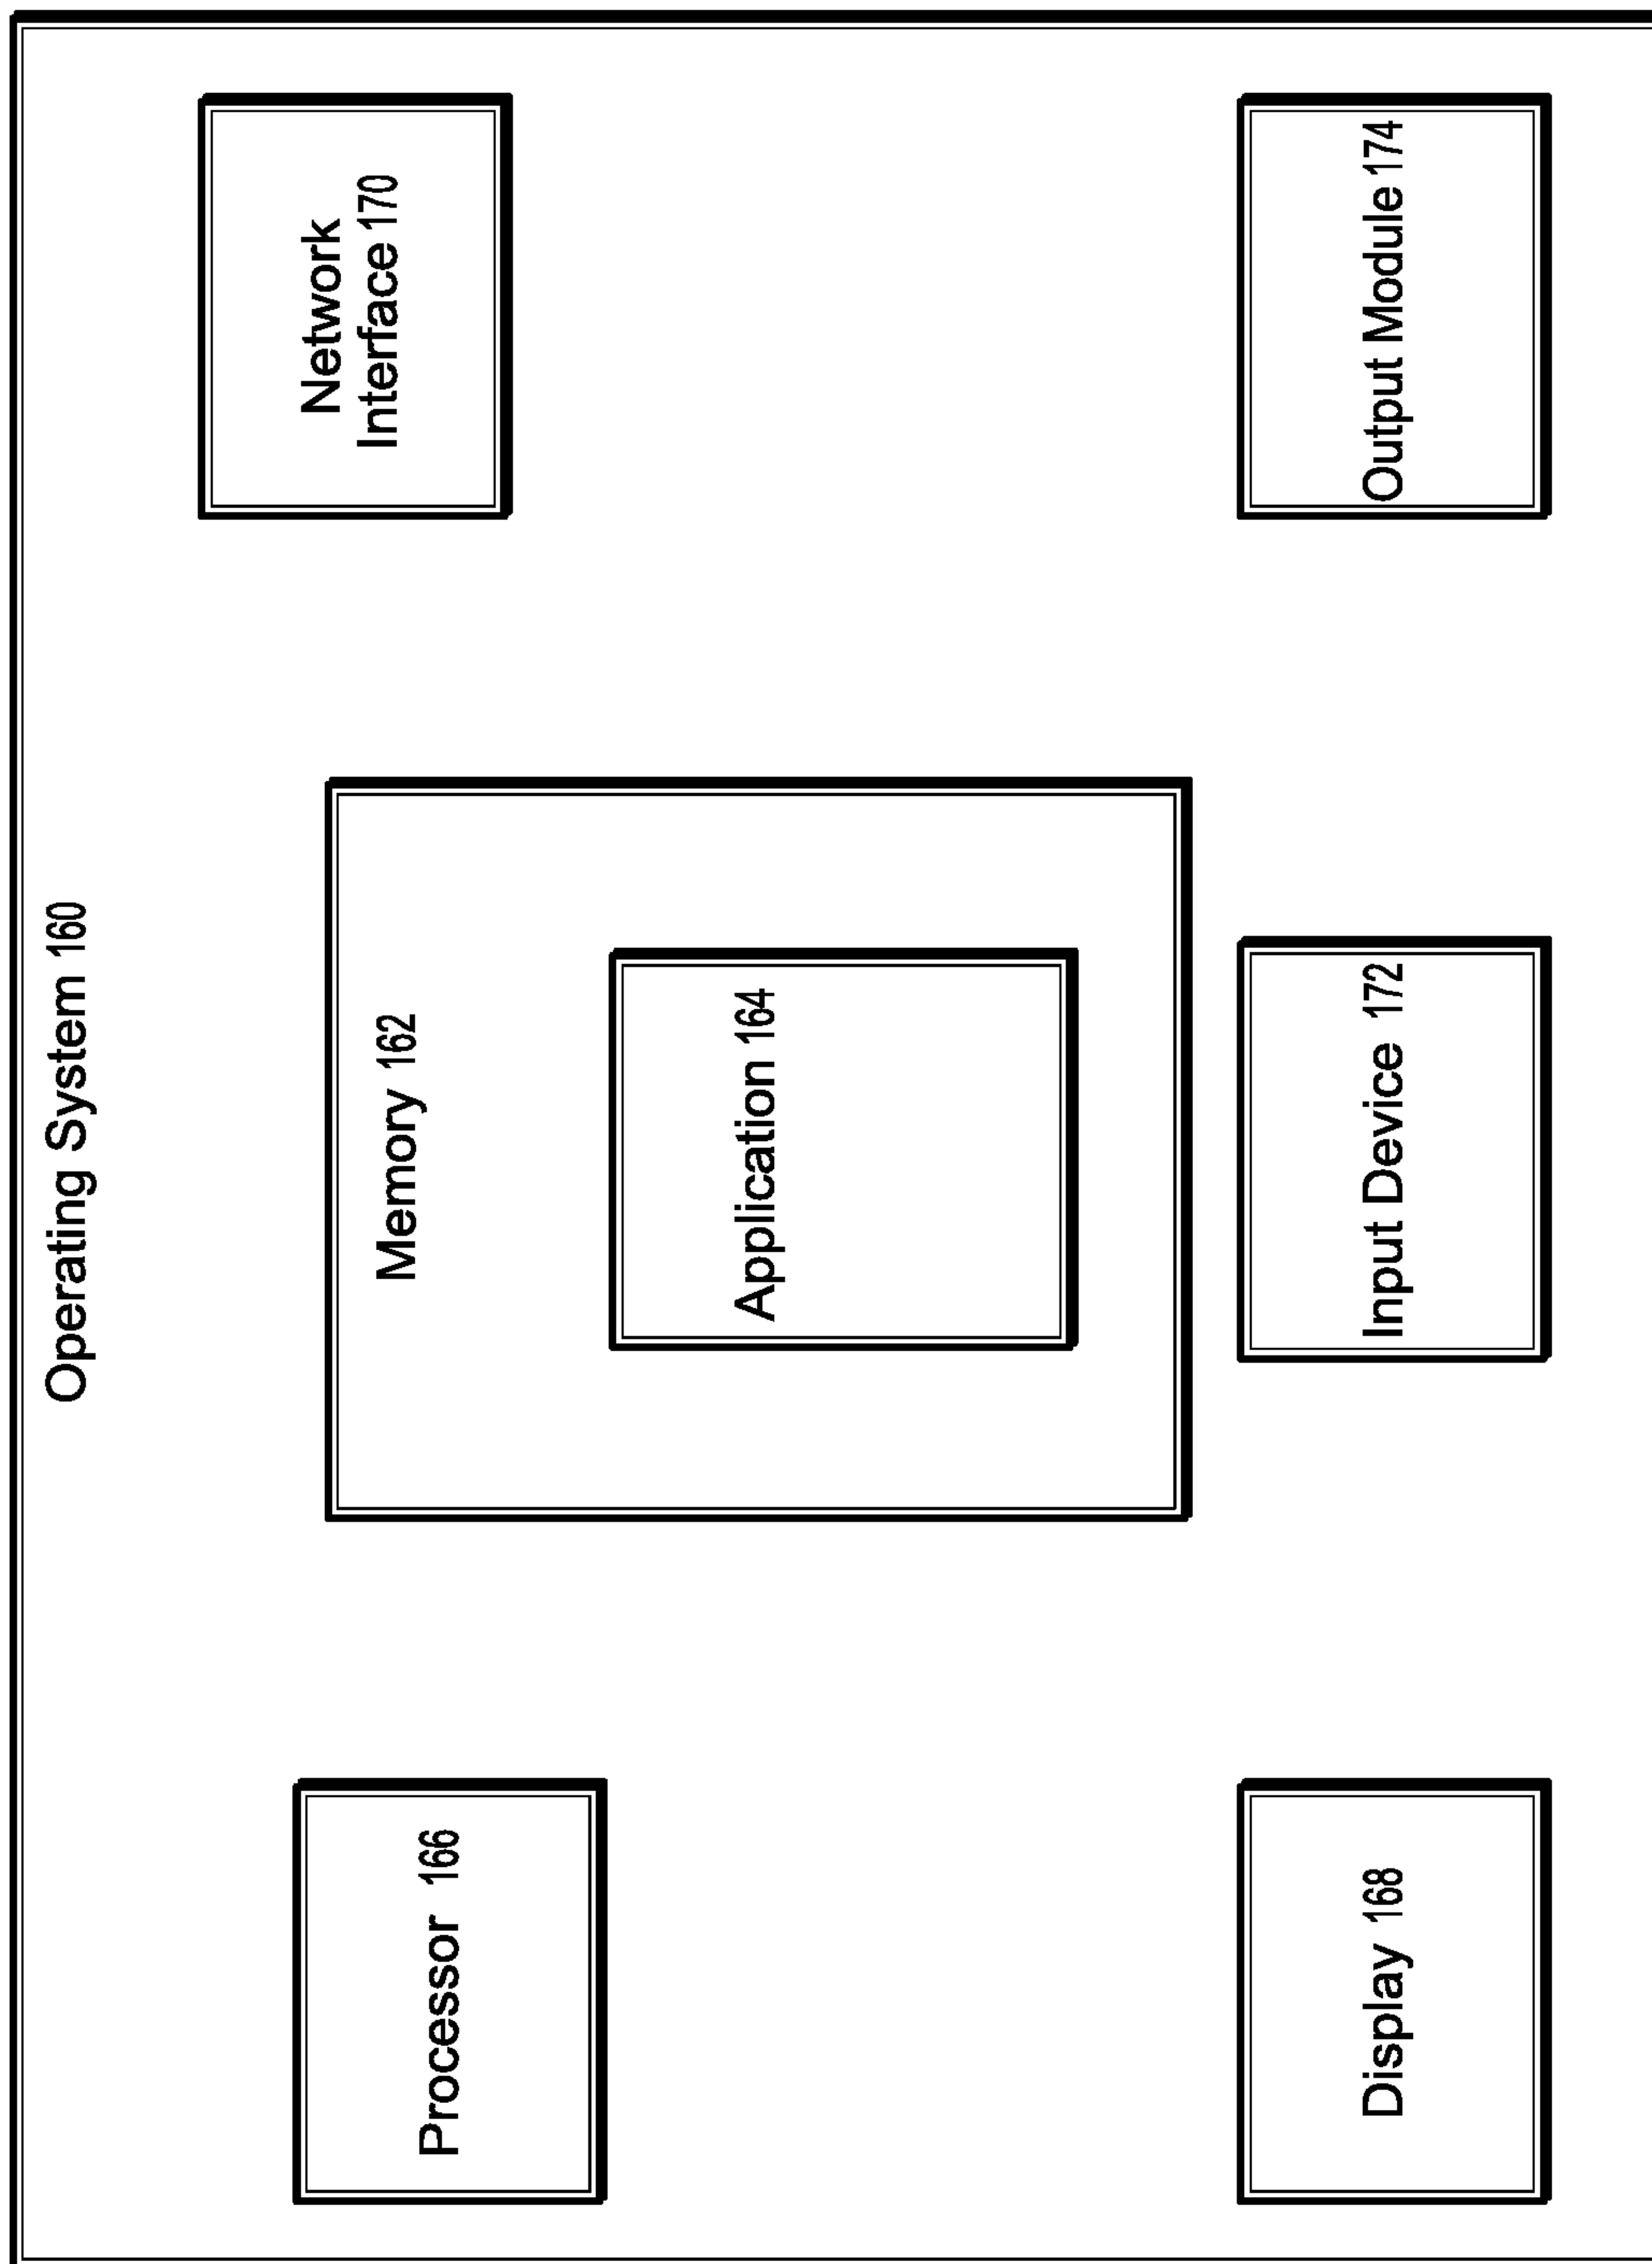 Operating System 160
Processor 166
Memory 162
Application 164
Network
Interface 170
Display 168
Input Device 172
Output Module 174